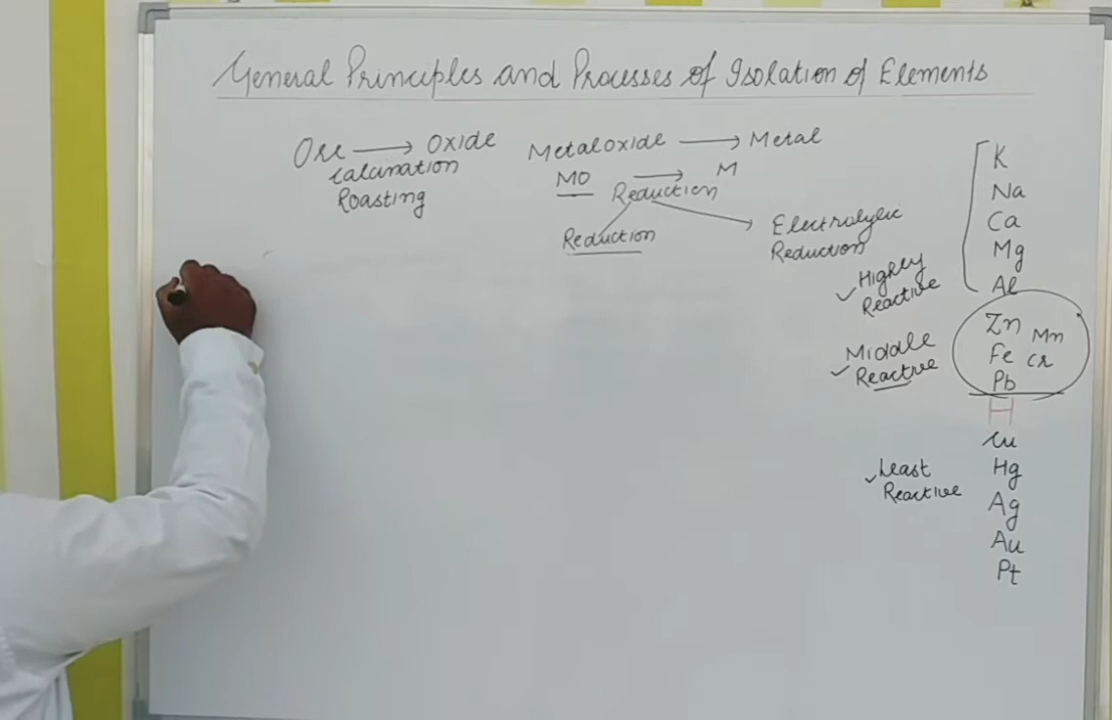 General Principles and Processes of Isolation of Elements
Ore → Oxide
Calcination
Roasting
Metaloxide → Metal
MO → M
Reduction
Reduction
Electrolytic
Reduction
Highly
Reactive
Middle
Reactive
Least
Reactive
K
Na
Ca
Mg
Al
Zn Mn
Fe Cr
Pb
H
Cu
Hg
Ag
Au
Pt